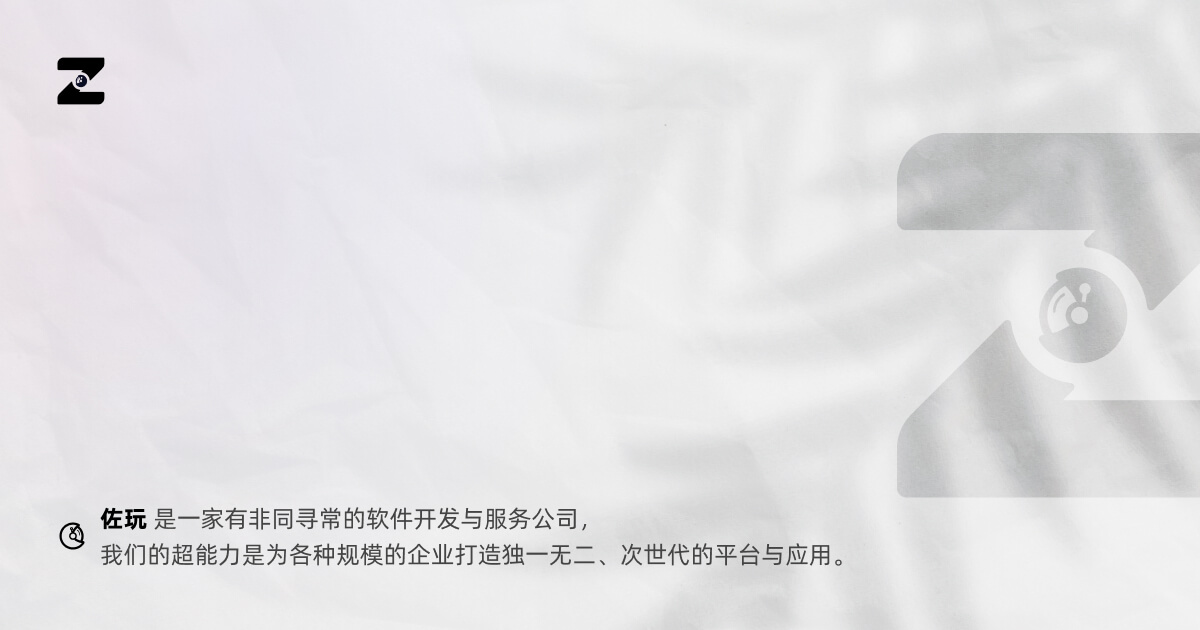 Z
佐玩 是一家有非同寻常的软件开发与服务公司，
我们的超能力是为各种规模的企业打造独一无二、次世代的平台与应用。